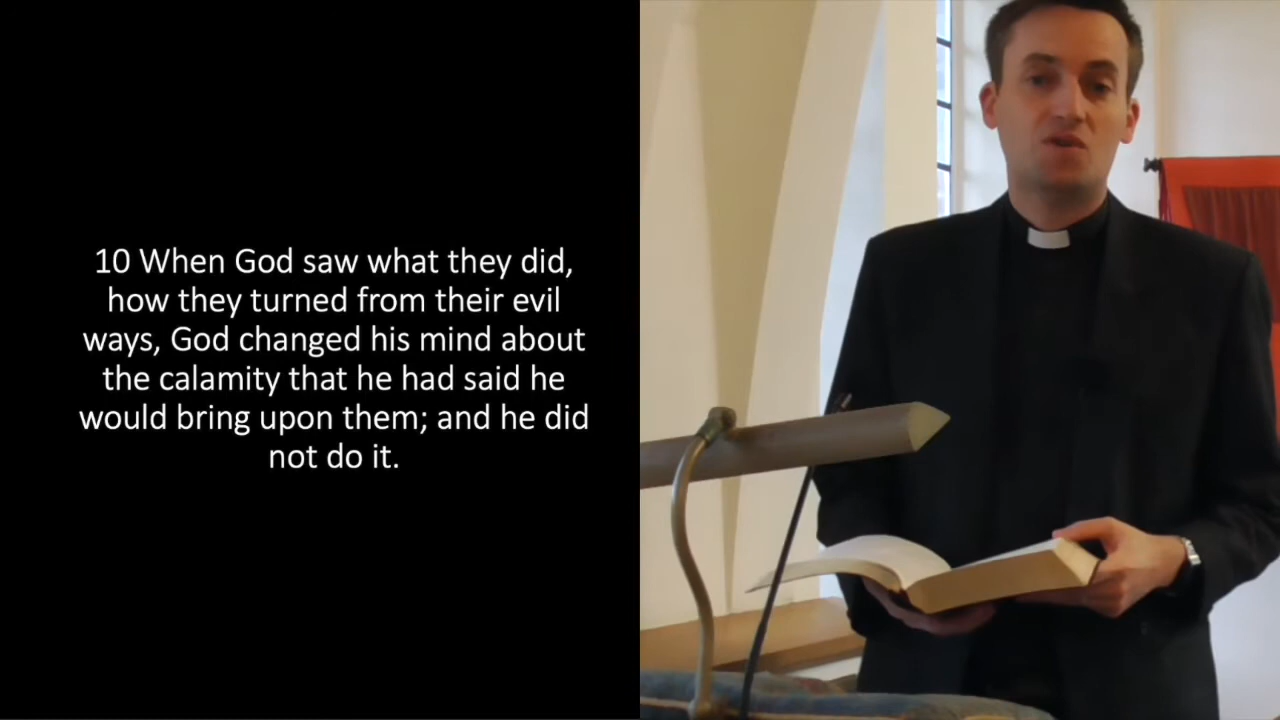 10 When God saw what they did,
how they turned from their evil
ways, God changed his mind about
the calamity that he had said he
would bring upon them; and he did
not do it.